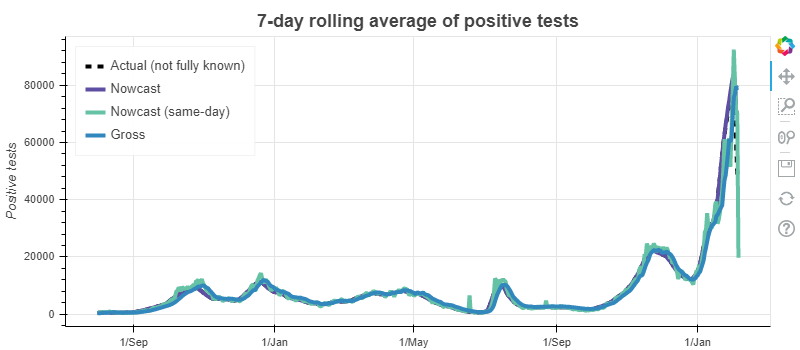 7-day rolling average of positive tests
Actual (not fully known)
Nowcast
Nowcast (same-day)
Gross
Positive tests
80000
60000
40000
20000
0
1/Sep
1/Jan
1/May
1/Sep
1/Jan